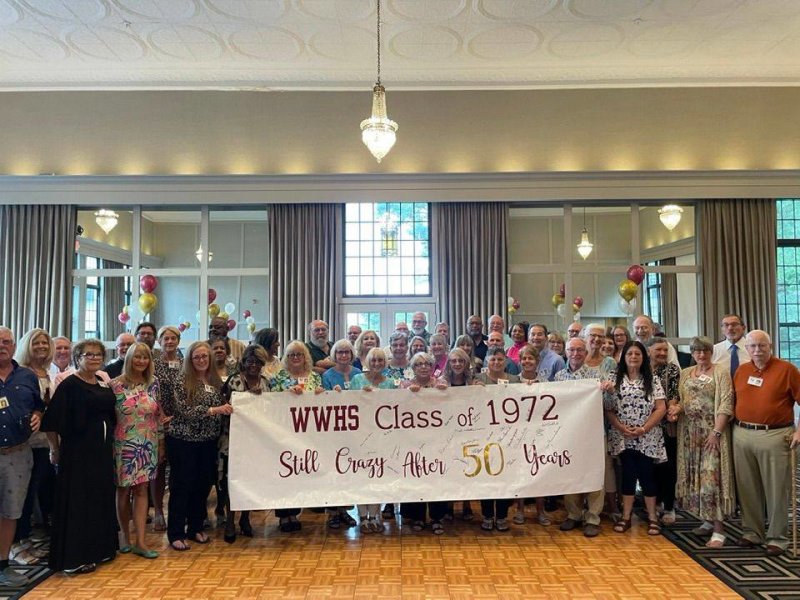 WWHS Class of 1972
Still Crazy After 50 Years